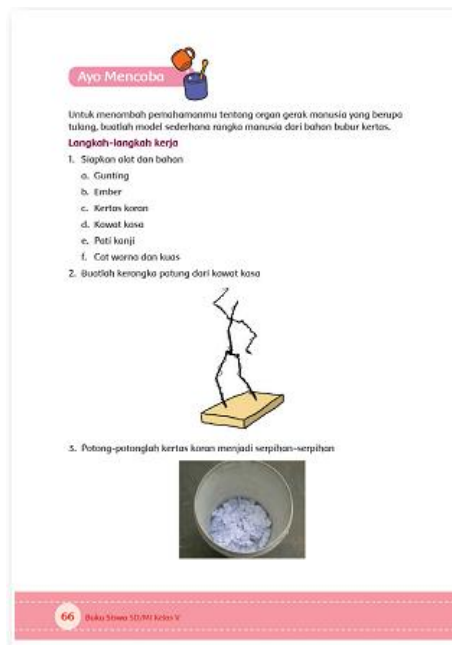 Ayo Mencoba
Untuk menambah pemahamanmu tentang organ gerak manusia yang berupa
tulang, buatlah model sederhana rangka manusia dari bahan bubur kertas.
Langkah-langkah kerja
1. Siapkan alat dan bahan
a. Gunting
b. Ember
c. Kertas koran
d. Kawat kasa
e. Pati kanji
f. Cat warna dan kuas
2. Buatlah kerangka patung dari kawat kasa
3. Potong-potonglah kertas koran menjadi serpihan-serpihan
66 Buku Siswa SD/MI Kelas V